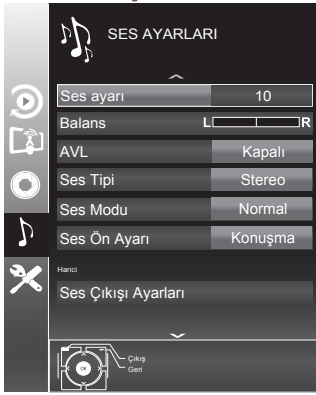 SES AYARLARI
Ses ayarı 10
Balans L R
AVL Kapalı
Ses Tipi Stereo
Ses Modu Normal
Ses Ön Ayarı Konuşma
Harici
Ses Çıkışı Ayarları
Çıkış
OK Geri